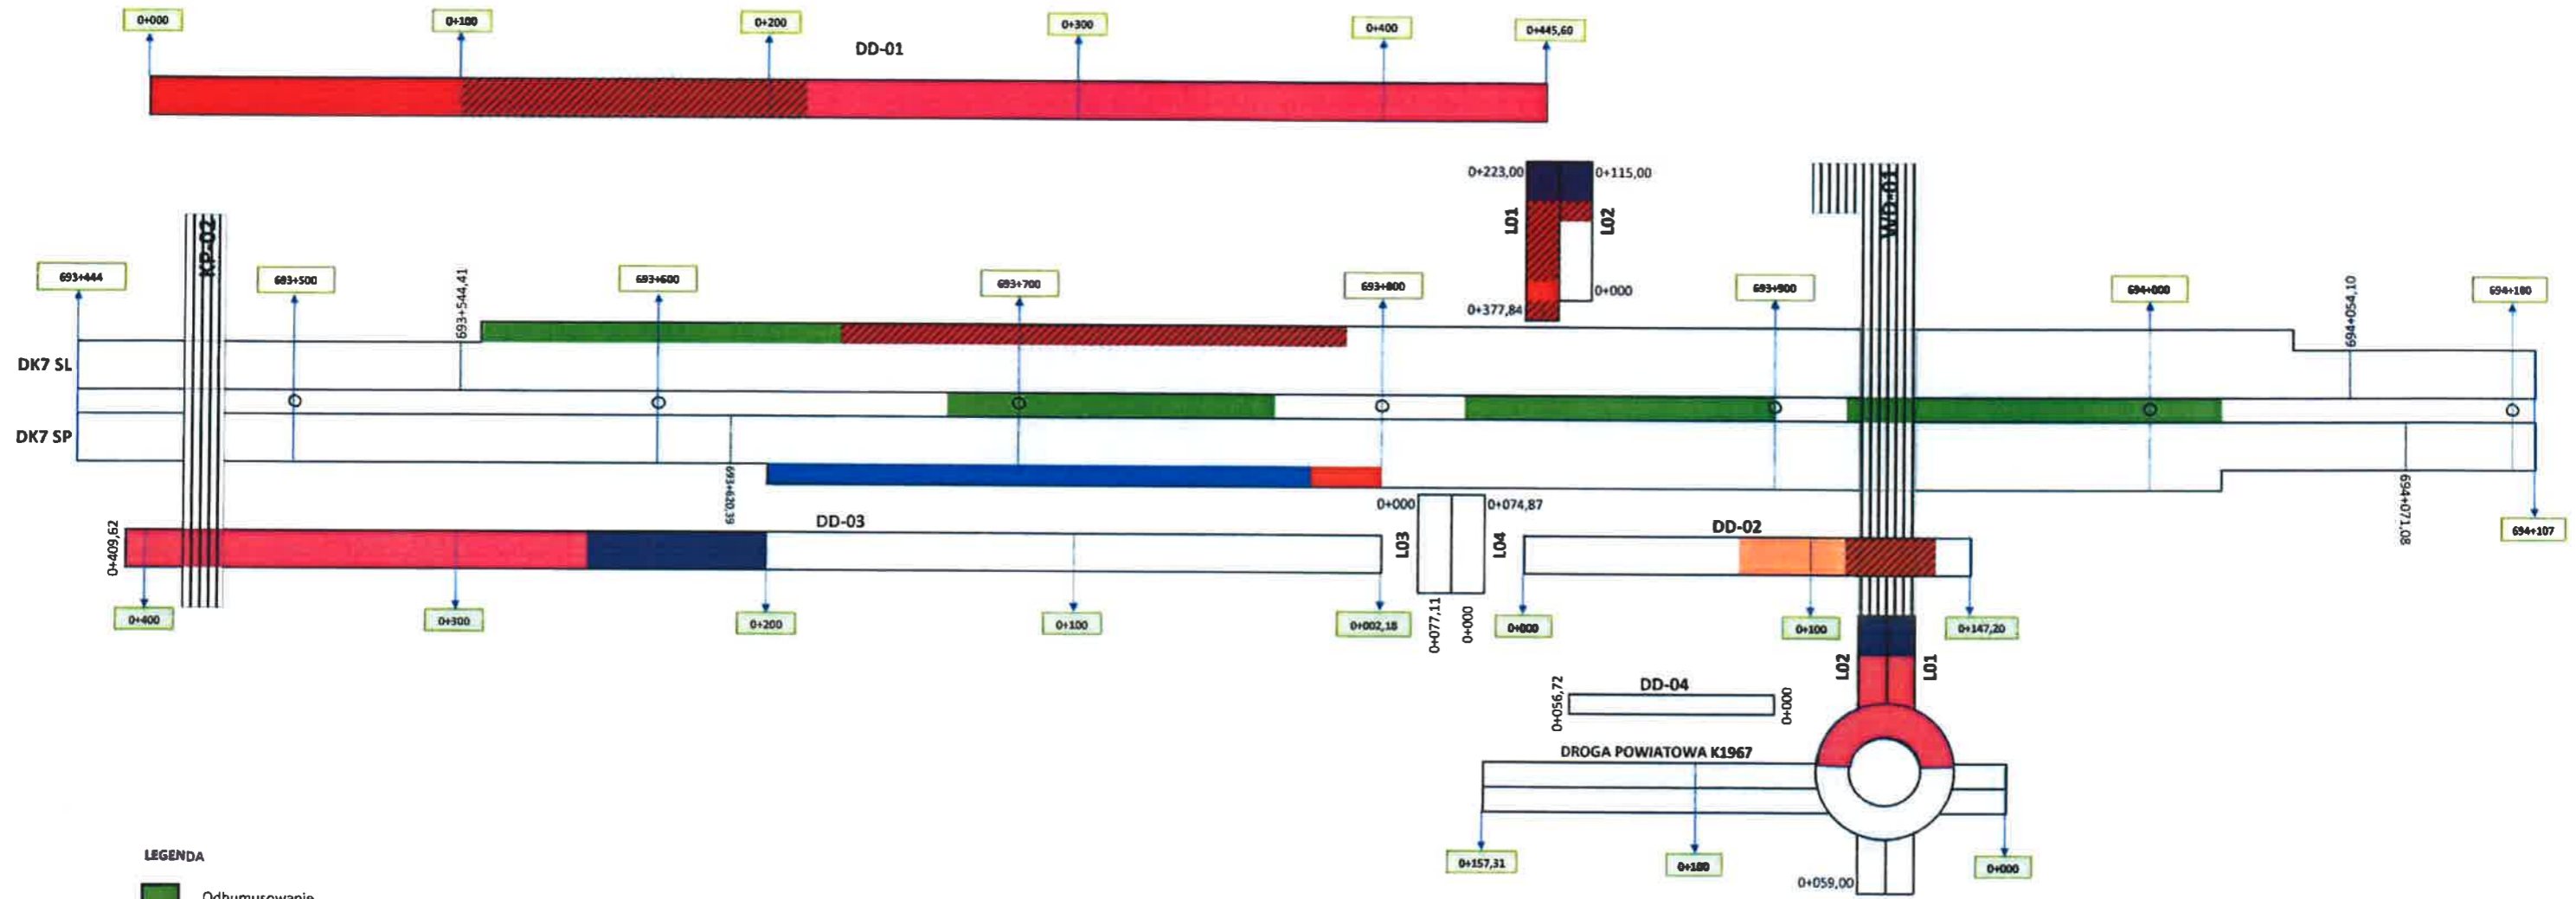 0+000
0+100
0+200
0+300
0+400
0+445,60
DD-01
0+223,00
0+115,00
L01
L02
0+000
0+377,84
KP-02
WD-01
693+444
693+500
693+544,41
693+600
693+700
693+800
693+900
694+000
694+054,10
694+100
DK7 SL
DK7 SP
693+620,39
694+071,08
694+107
0+409,62
DD-03
0+400
0+300
0+200
0+100
0+002,18
0+000
0+074,87
L03
L04
0+077,11
0+000
DD-02
0+000
0+100
0+147,20
L02
L01
DD-04
0+056,72
0+000
DROGA POWIATOWA K1967
0+157,31
0+100
0+000
0+059,00
LEGENDA
Odhumusowanie